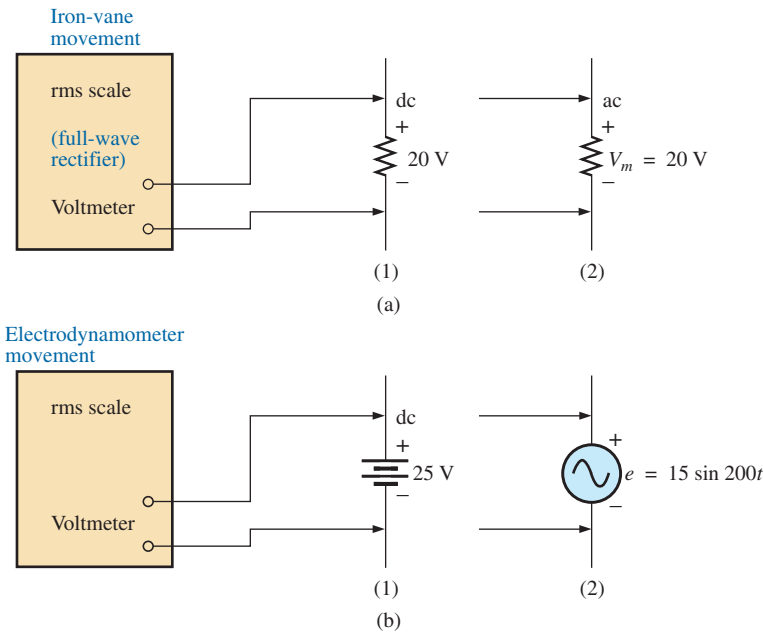 Iron-vane
movement
rms scale
(full-wave
rectifier)
Voltmeter
dc
+
20 V
–
(1)
ac
+
V_m = 20 V
–
(2)
(a)
Electrodynamometer
movement
rms scale
Voltmeter
dc
+
25 V
–
(1)
+
e = 15 sin 200t
–
(2)
(b)